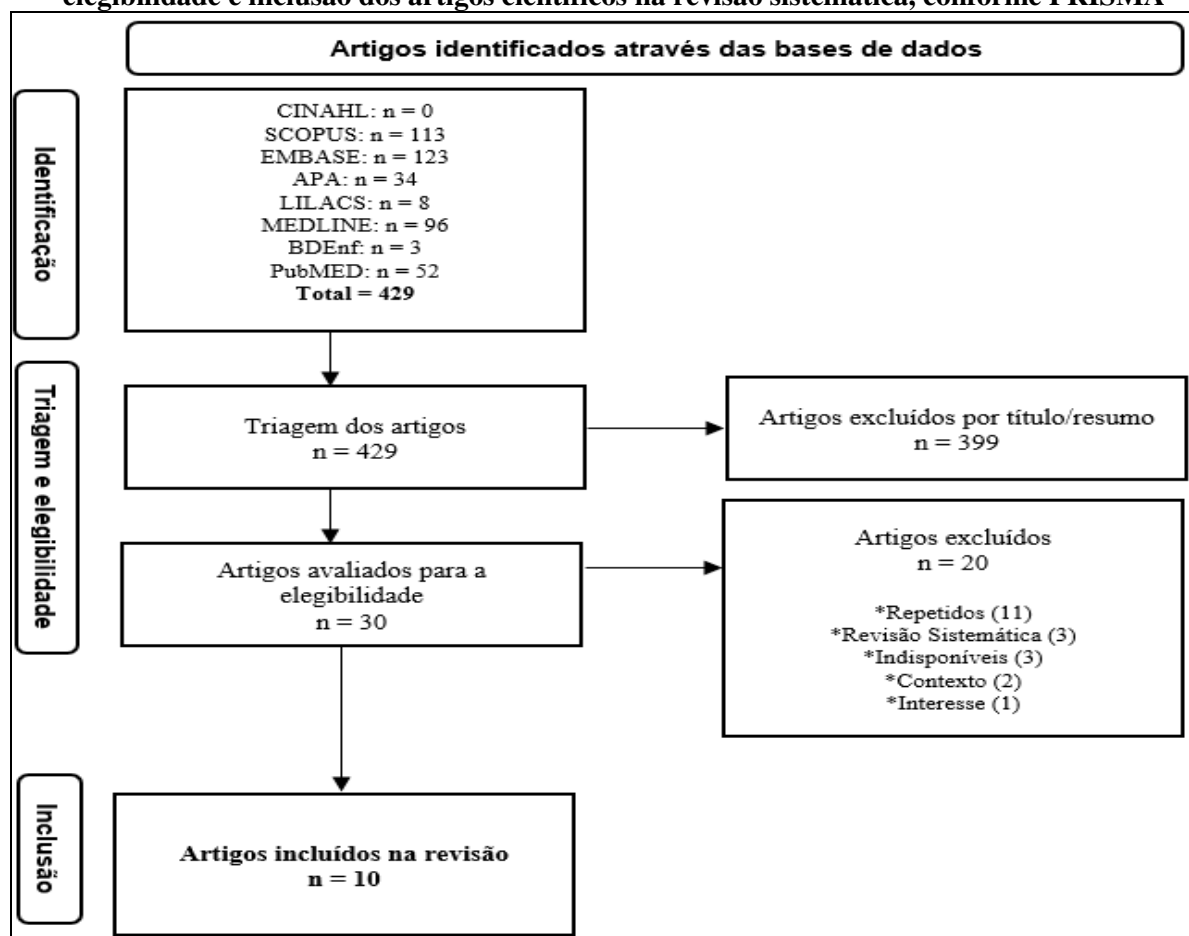 elegibilidade e inclusão dos artigos científicos na revisão sistemática, conforme PRISMA
Artigos identificados através das bases de dados
Identificação
CINAHL: n = 0
SCOPUS: n = 113
EMBASE: n = 123
APA: n = 34
LILACS: n = 8
MEDLINE: n = 96
BDEnf: n = 3
PubMED: n = 52
Total = 429
Triagem e elegibilidade
Triagem dos artigos
n = 429
Artigos excluídos por título/resumo
n = 399
Artigos avaliados para a
elegibilidade
n = 30
Artigos excluídos
n = 20
*Repetidos (11)
*Revisão Sistemática (3)
*Indisponíveis (3)
*Contexto (2)
*Interesse (1)
Inclusão
Artigos incluídos na revisão
n = 10